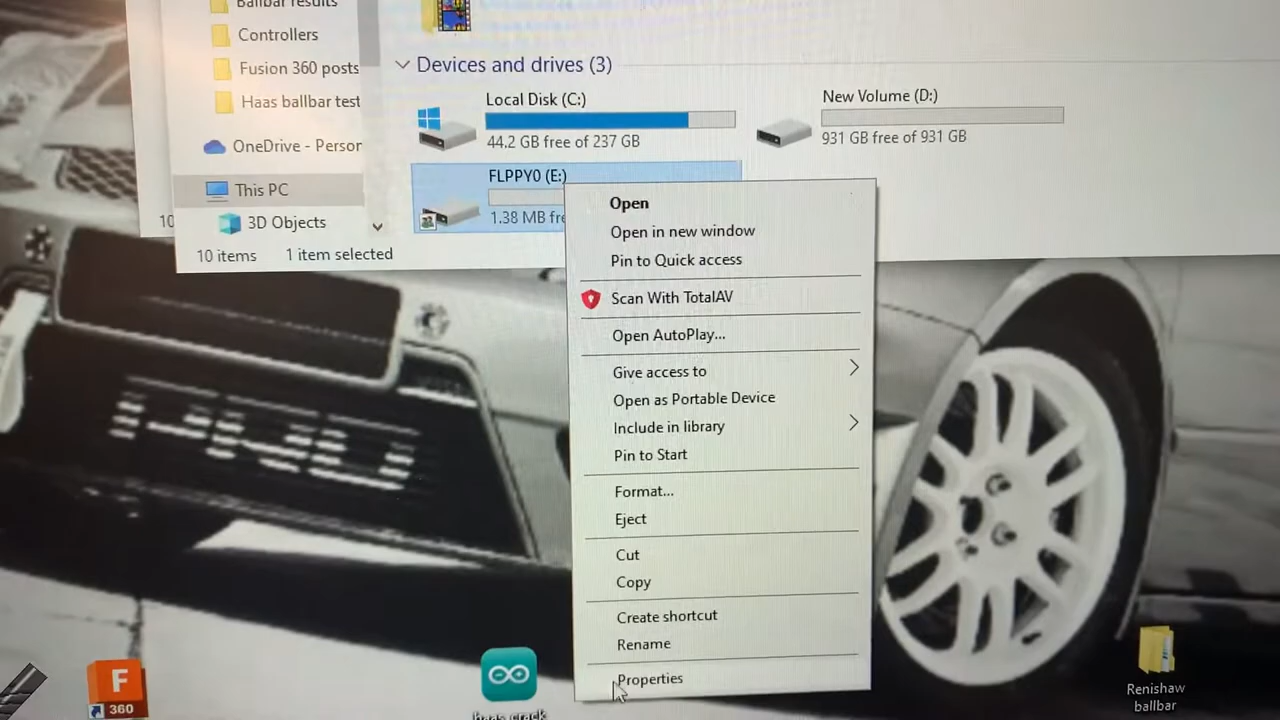 Ballbar results
Controllers
Fusion 360 posts
Haas ballbar test
OneDrive - Person
This PC
3D Objects
10
10 items
1 item selected
Devices and drives (3)
Local Disk (C:)
44.2 GB free of 237 GB
New Volume (D:)
931 GB free of 931 GB
FLPPY0 (E:)
1.38 MB fre
Open
Open in new window
Pin to Quick access
Scan With TotalAV
Open AutoPlay...
Give access to
Open as Portable Device
Include in library
Pin to Start
Format...
Eject
Cut
Copy
Create shortcut
Rename
Properties
F
360
haas crack
Renishaw
ballbar